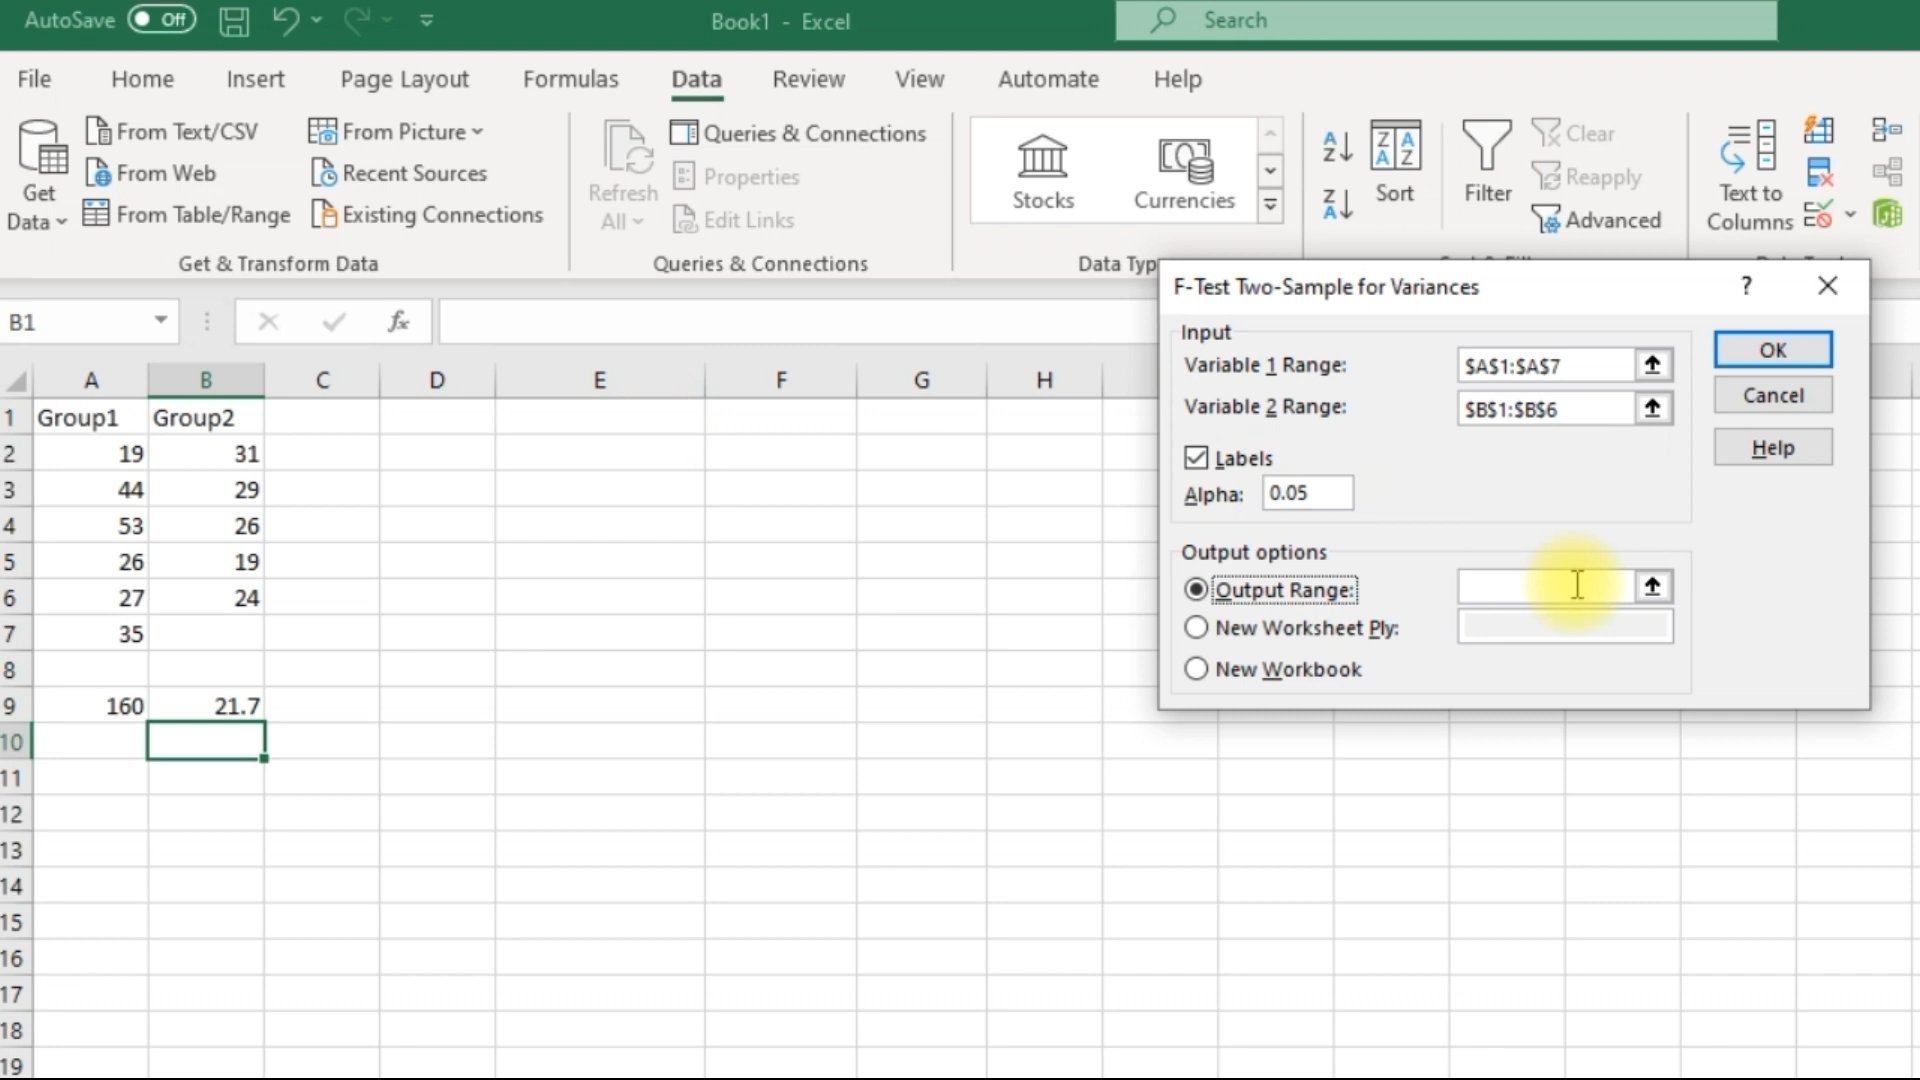 AutoSave Off
Book1 - Excel
Search
File Home Insert Page Layout Formulas Data Review View Automate Help
Get Data
From Text/CSV
From Web
From Table/Range
From Picture
Recent Sources
Existing Connections
Get & Transform Data
Refresh All
Queries & Connections
Properties
Edit Links
Queries & Connections
Stocks
Currencies
Data Typ
Sort
Filter
Clear
Reapply
Advanced
Text to Columns
B1
fx
A B C D E F G H
1 Group1 Group2
2 19 31
3 44 29
4 53 26
5 26 19
6 27 24
7 35
8
9 160 21.7
10
11
12
13
14
15
16
17
18
19
F-Test Two-Sample for Variances
?
Input
Variable 1 Range: $A$1:$A$7
Variable 2 Range: $B$1:$B$6
Labels
Alpha: 0.05
OK
Cancel
Help
Output options
Output Range:
New Worksheet Ply:
New Workbook